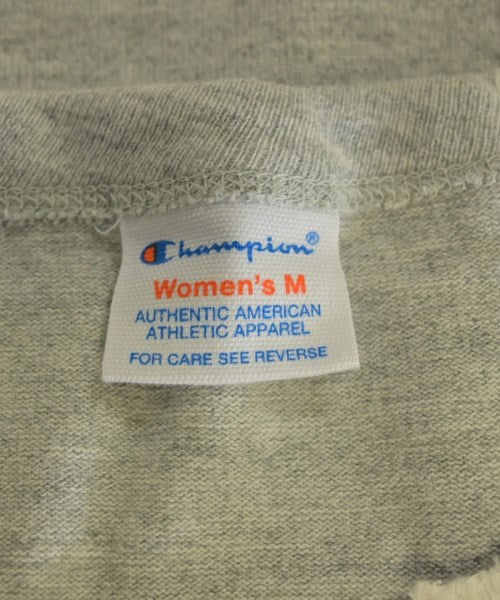 Champion®
Women's M
AUTHENTIC AMERICAN
ATHLETIC APPAREL
FOR CARE SEE REVERSE